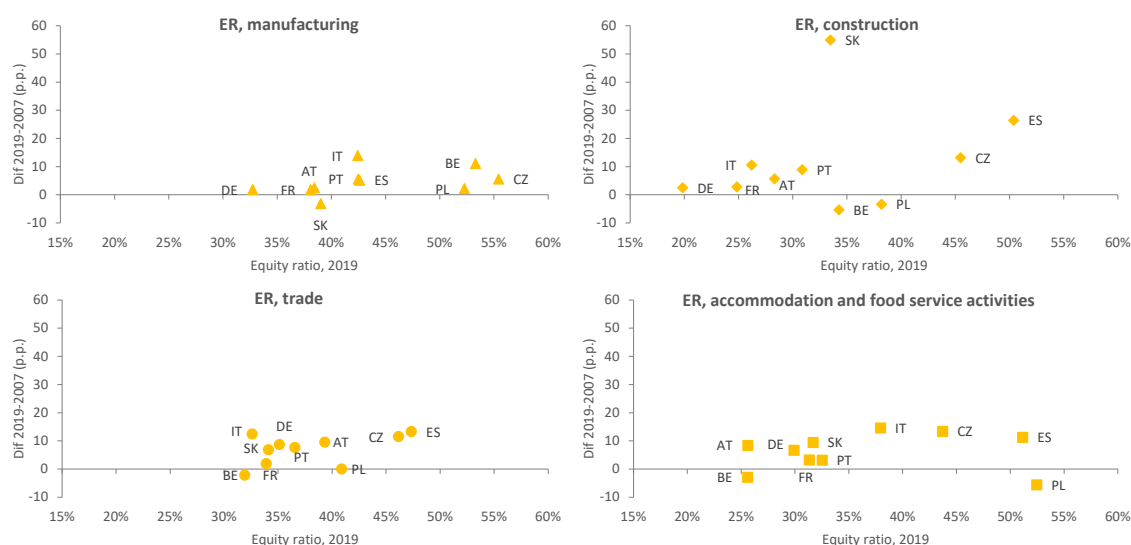 ER, manufacturing
Dif 2019-2007 (p.p.)
60
50
40
30
20
10
0
-10
IT
AT
BE
DE
FR
PT
ES
PL
CZ
SK
15% 20% 25% 30% 35% 40% 45% 50% 55% 60%
Equity ratio, 2019
ER, construction
Dif 2019-2007 (p.p.)
60
50
40
30
20
10
0
-10
SK
ES
CZ
IT
PT
DE
FR
AT
BE
PL
15% 20% 25% 30% 35% 40% 45% 50% 55% 60%
Equity ratio, 2019
ER, trade
Dif 2019-2007 (p.p.)
60
50
40
30
20
10
0
-10
IT
DE
ES
CZ
AT
SK
PT
BE
FR
PL
15% 20% 25% 30% 35% 40% 45% 50% 55% 60%
Equity ratio, 2019
ER, accommodation and food service activities
Dif 2019-2007 (p.p.)
60
50
40
30
20
10
0
-10
IT
CZ
ES
AT
DE
SK
PT
BE
FR
PL
15% 20% 25% 30% 35% 40% 45% 50% 55% 60%
Equity ratio, 2019